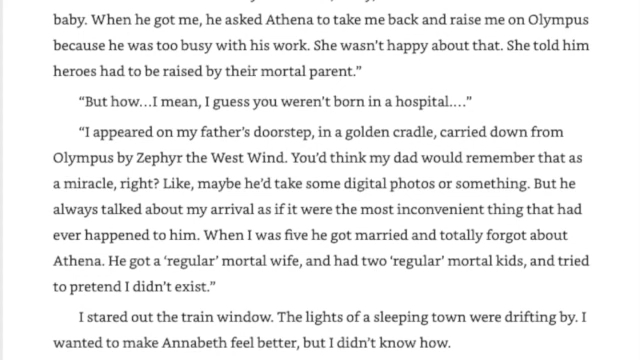 baby. When he got me, he asked Athena to take me back and raise me on Olympus
because he was too busy with his work. She wasn't happy about that. She told him
heroes had to be raised by their mortal parent.”
“But how…I mean, I guess you weren't born in a hospital.…”
“I appeared on my father's doorstep, in a golden cradle, carried down from
Olympus by Zephyr the West Wind. You'd think my dad would remember that as
a miracle, right? Like, maybe he'd take some digital photos or something. But he
always talked about my arrival as if it were the most inconvenient thing that had
ever happened to him. When I was five he got married and totally forgot about
Athena. He got a ‘regular’ mortal wife, and had two ‘regular’ mortal kids, and tried
to pretend I didn't exist.”
I stared out the train window. The lights of a sleeping town were drifting by. I
wanted to make Annabeth feel better, but I didn't know how.